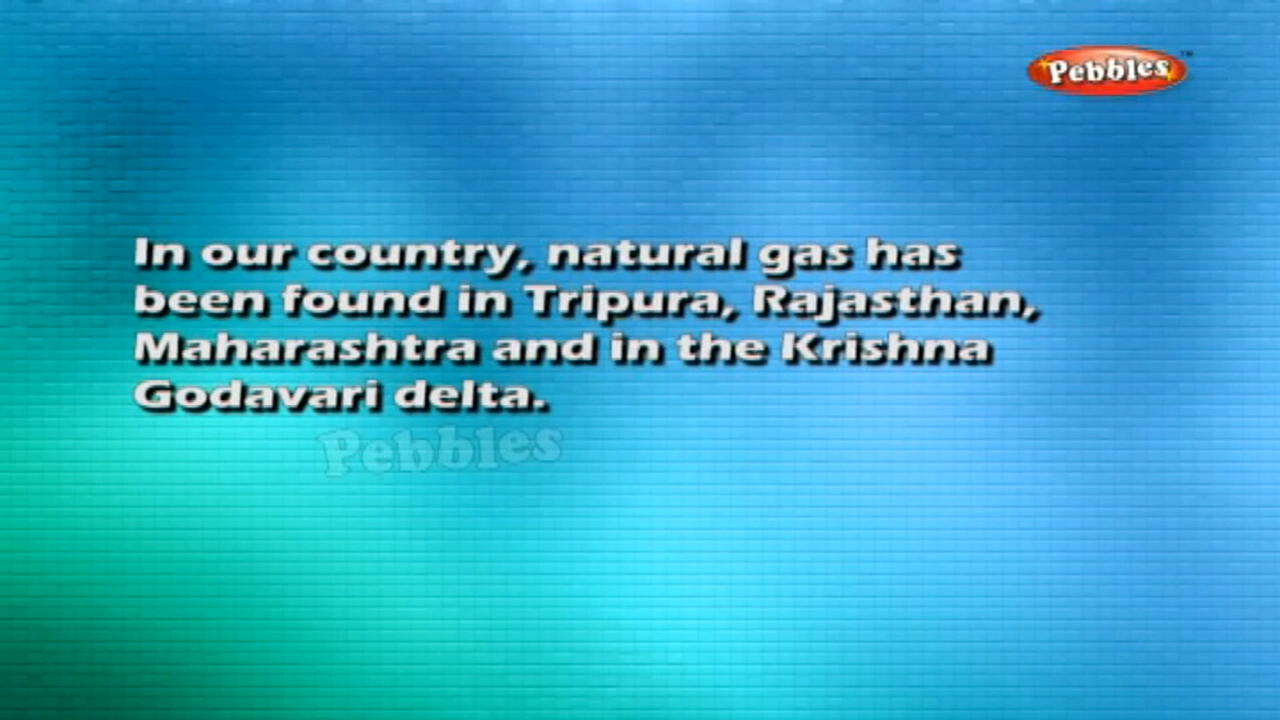 Pebbles™
In our country, natural gas has
been found in Tripura, Rajasthan,
Maharashtra and in the Krishna
Godavari delta.
Pebbles